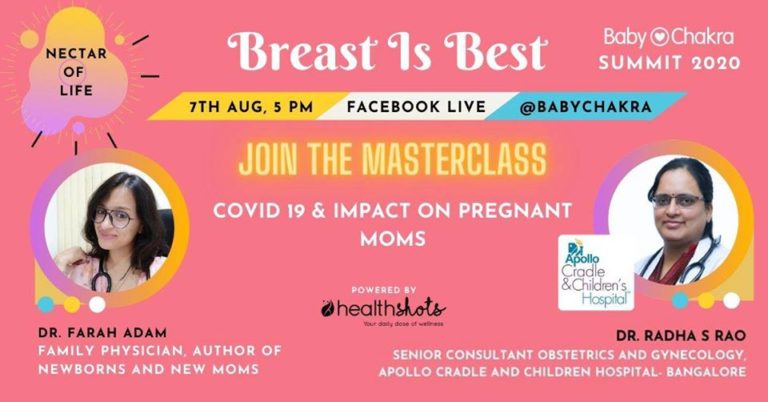 NECTAR
OF
LIFE
Breast Is Best
Baby Chakra
SUMMIT 2020
7TH AUG, 5 PM
FACEBOOK LIVE
@BABYCHAKRA
JOIN THE MASTERCLASS
COVID 19 & IMPACT ON PREGNANT
MOMS
POWERED BY
healthshots
Your daily dose of wellness
Apollo
Cradle
& Children's
Hospital
DR. FARAH ADAM
FAMILY PHYSICIAN, AUTHOR OF
NEWBORNS AND NEW MOMS
DR. RADHA S RAO
SENIOR CONSULTANT OBSTETRICS AND GYNECOLOGY,
APOLLO CRADLE AND CHILDREN HOSPITAL- BANGALORE